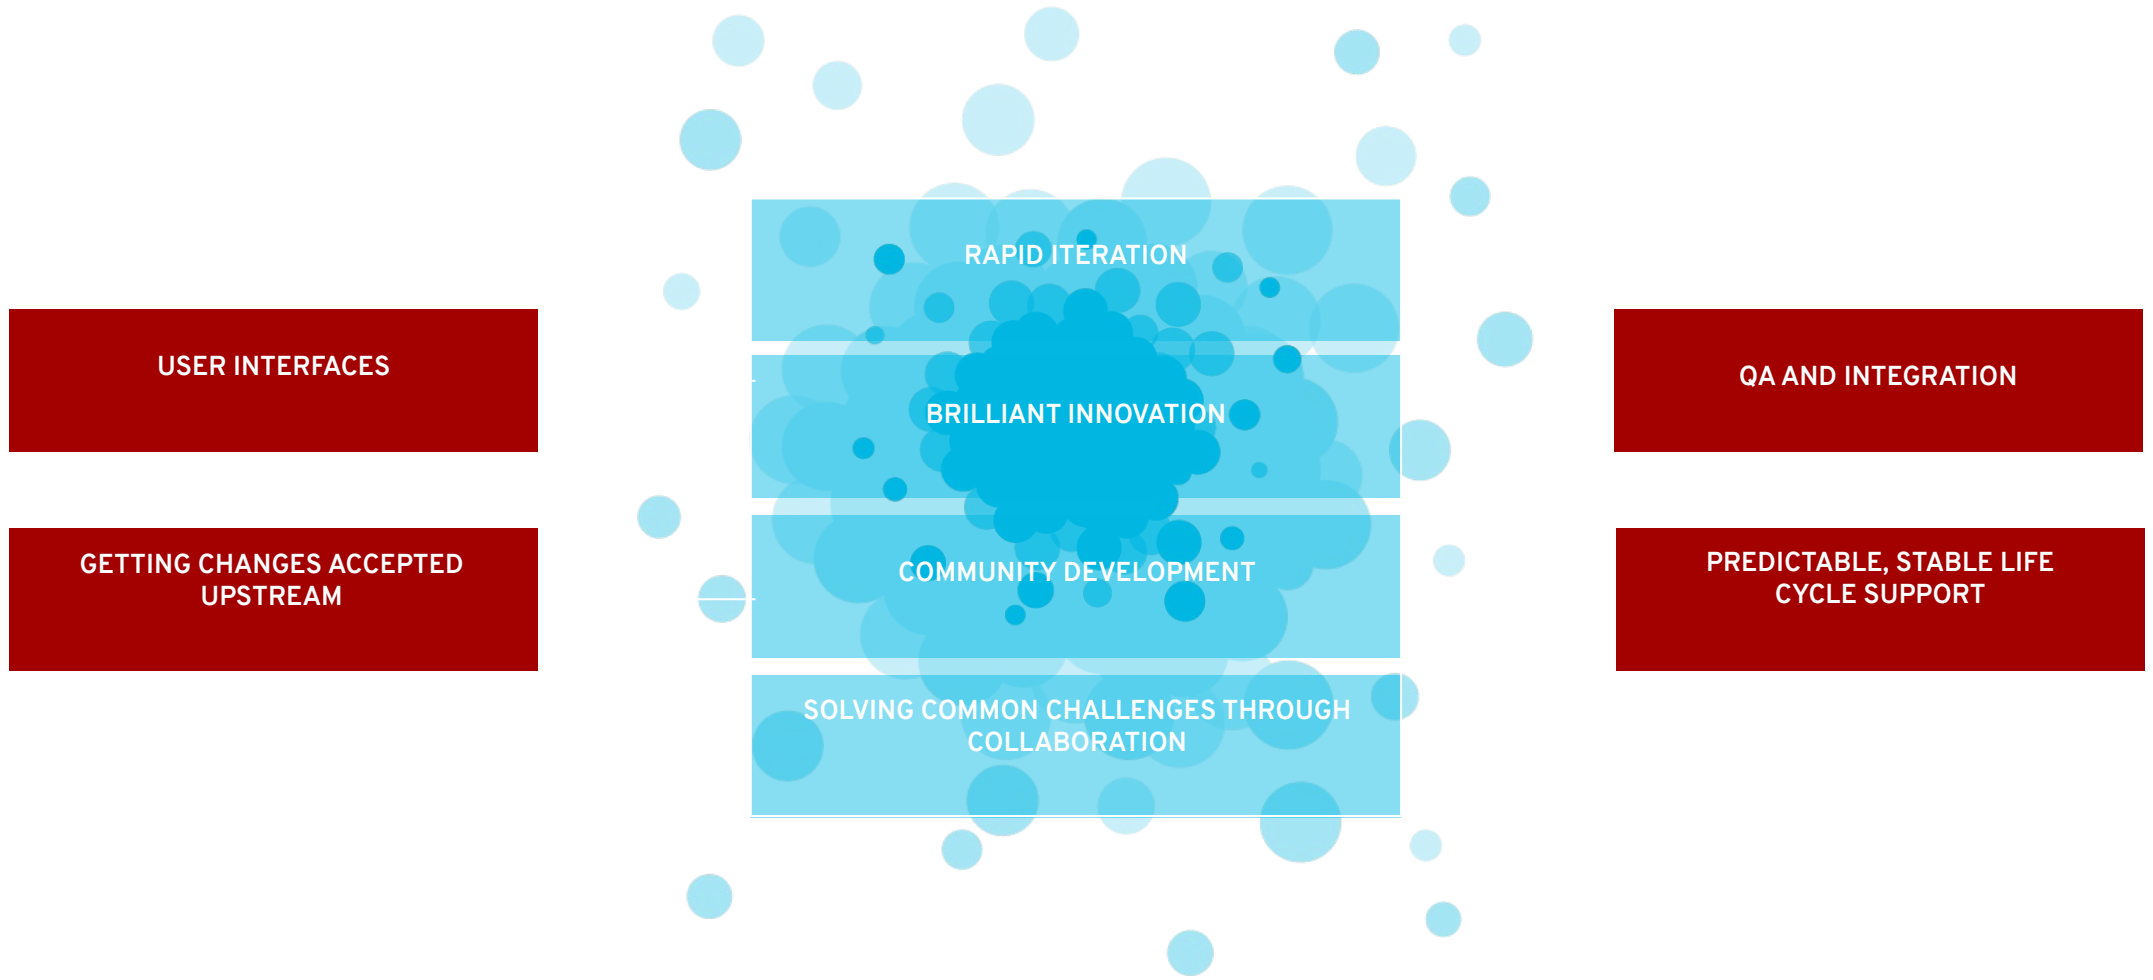 RAPID ITERATION
BRILLIANT INNOVATION
COMMUNITY DEVELOPMENT
SOLVING COMMON CHALLENGES THROUGH
COLLABORATION
USER INTERFACES
GETTING CHANGES ACCEPTED
UPSTREAM
QA AND INTEGRATION
PREDICTABLE, STABLE LIFE
CYCLE SUPPORT